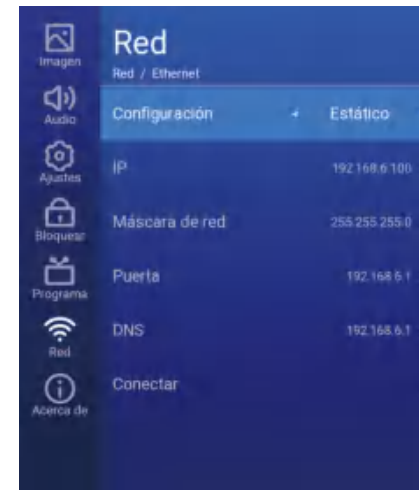 Imagen
Audio
Ajustes
Bloquear
Programa
Red
Acerca de
Red
Red / Ethernet
Configuración Estático
IP 192.168.6.100
Máscara de red 255.255.255.0
Puerta 192.168.6.1
DNS 192.168.6.1
Conectar